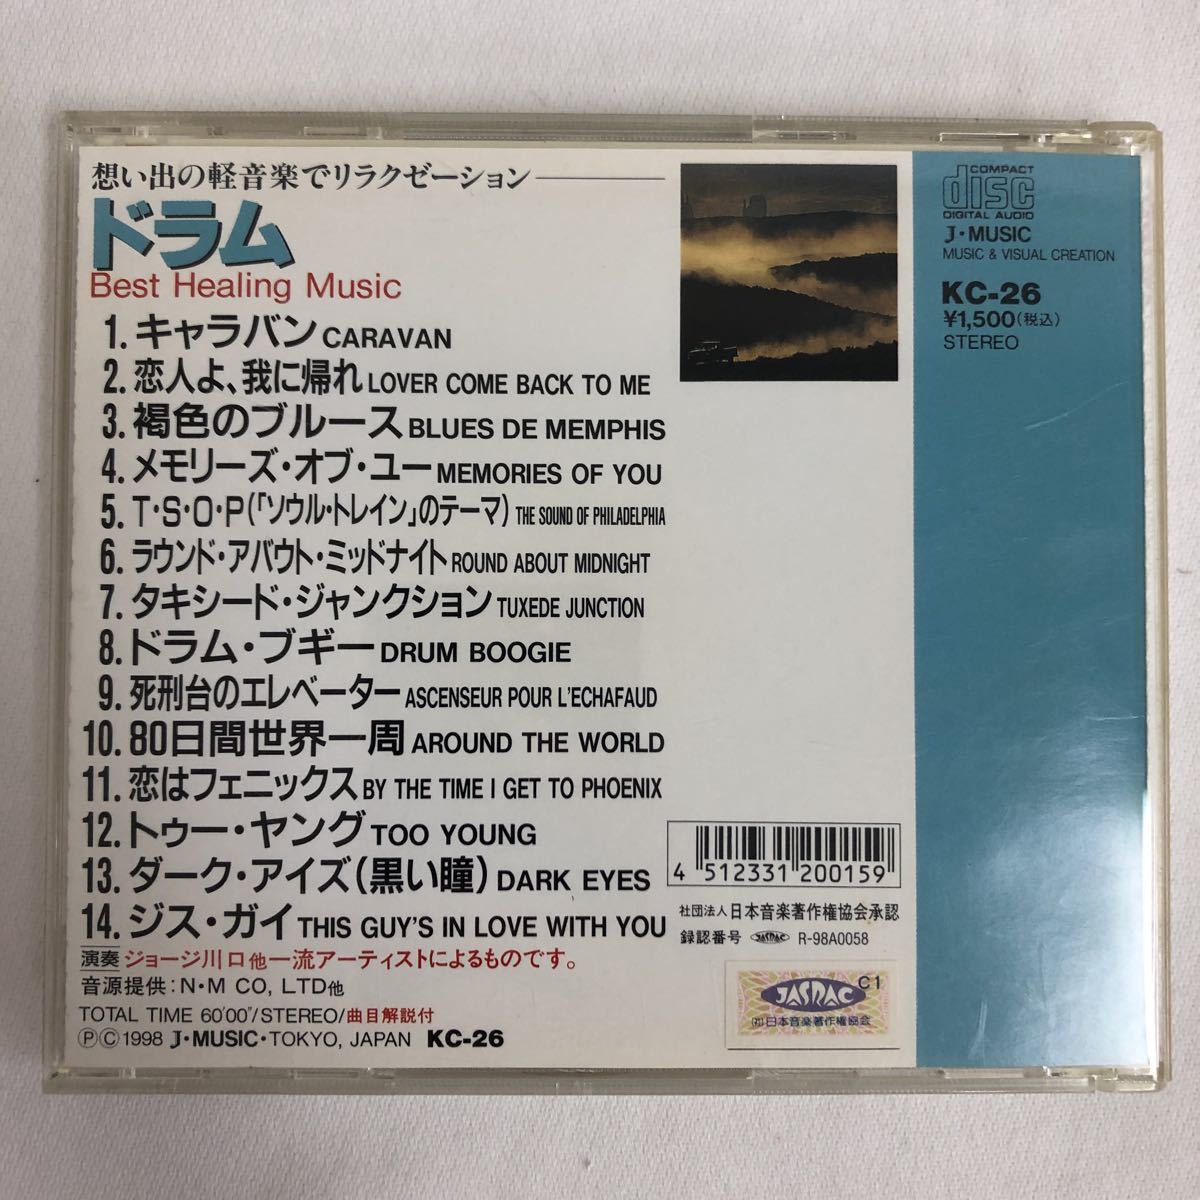 想い出の軽音楽でリラクゼーション
ドラム
Best Healing Music
1. キャラバン CARAVAN
2. 恋人よ、我に帰れ LOVER COME BACK TO ME
3. 褐色のブルース BLUES DE MEMPHIS
4. メモリーズ・オブ・ユー MEMORIES OF YOU
5. T・S・O・P(「ソウル・トレイン」のテーマ) THE SOUND OF PHILADELPHIA
6. ラウンド・アバウト・ミッドナイト ROUND ABOUT MIDNIGHT
7. タキシード・ジャンクション TUXEDE JUNCTION
8. ドラム・ブギー DRUM BOOGIE
9. 死刑台のエレベーター ASCENSEUR POUR L'ECHAFAUD
10. 80日間世界一周 AROUND THE WORLD
11. 恋はフェニックス BY THE TIME I GET TO PHOENIX
12. トゥー・ヤング TOO YOUNG
13. ダーク・アイズ(黒い瞳) DARK EYES
14. ジス・ガイ THIS GUY'S IN LOVE WITH YOU
演奏 ジョージ川口他一流アーティストによるものです。
音源提供:N・M CO, LTD他
TOTAL TIME 60'00"/STEREO/曲目解説付
ⓅⒸ1998 J・MUSIC・TOKYO, JAPAN KC-26
COMPACT
disc
DIGITAL AUDIO
J・MUSIC
MUSIC & VISUAL CREATION
KC-26
¥1,500(税込)
STEREO
4 512331 200159
社団法人 日本音楽著作権協会承認
録認番号 JASRAC R-98A0058
C1
JASRAC
(社)日本音楽著作権協会